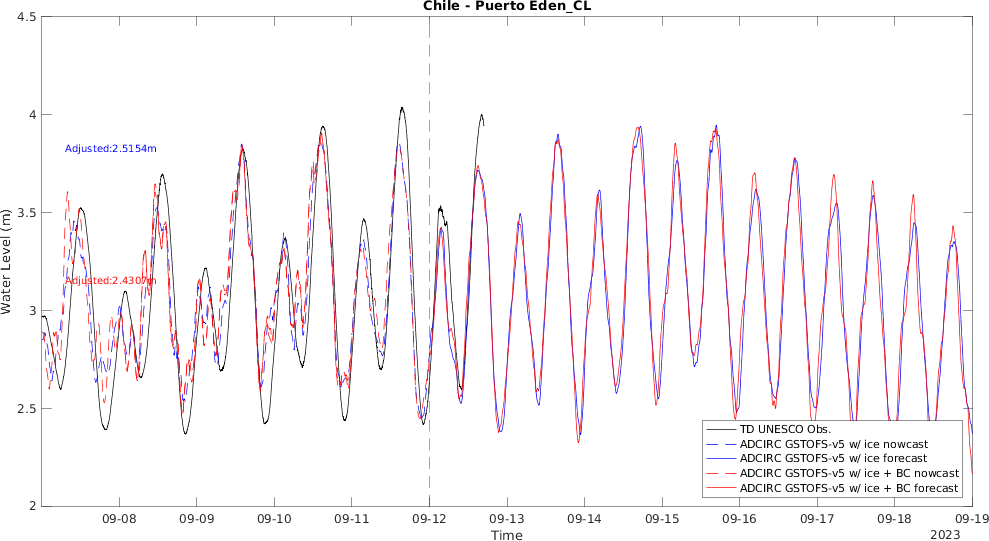 Chile - Puerto Eden_CL
4.5
4
3.5
3
2.5
2
Water Level (m)
Adjusted:2.5154m
Adjusted:2.4307m
TD UNESCO Obs.
ADCIRC GSTOFS-v5 w/ ice nowcast
ADCIRC GSTOFS-v5 w/ ice forecast
ADCIRC GSTOFS-v5 w/ ice + BC nowcast
ADCIRC GSTOFS-v5 w/ ice + BC forecast
09-08 09-09 09-10 09-11 09-12 09-13 09-14 09-15 09-16 09-17 09-18 09-19
Time
2023